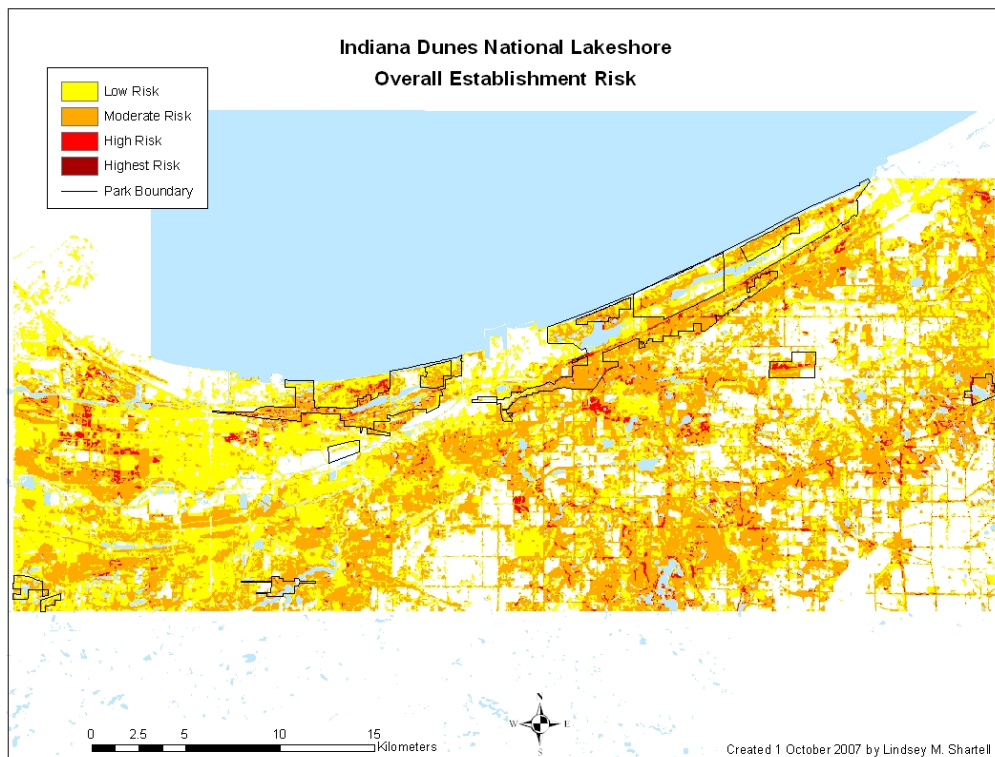 Indiana Dunes National Lakeshore
Overall Establishment Risk
Low Risk
Moderate Risk
High Risk
Highest Risk
Park Boundary
N
W E
S
0 2.5 5 10 15
Kilometers
Created 1 October 2007 by Lindsey M. Shartell